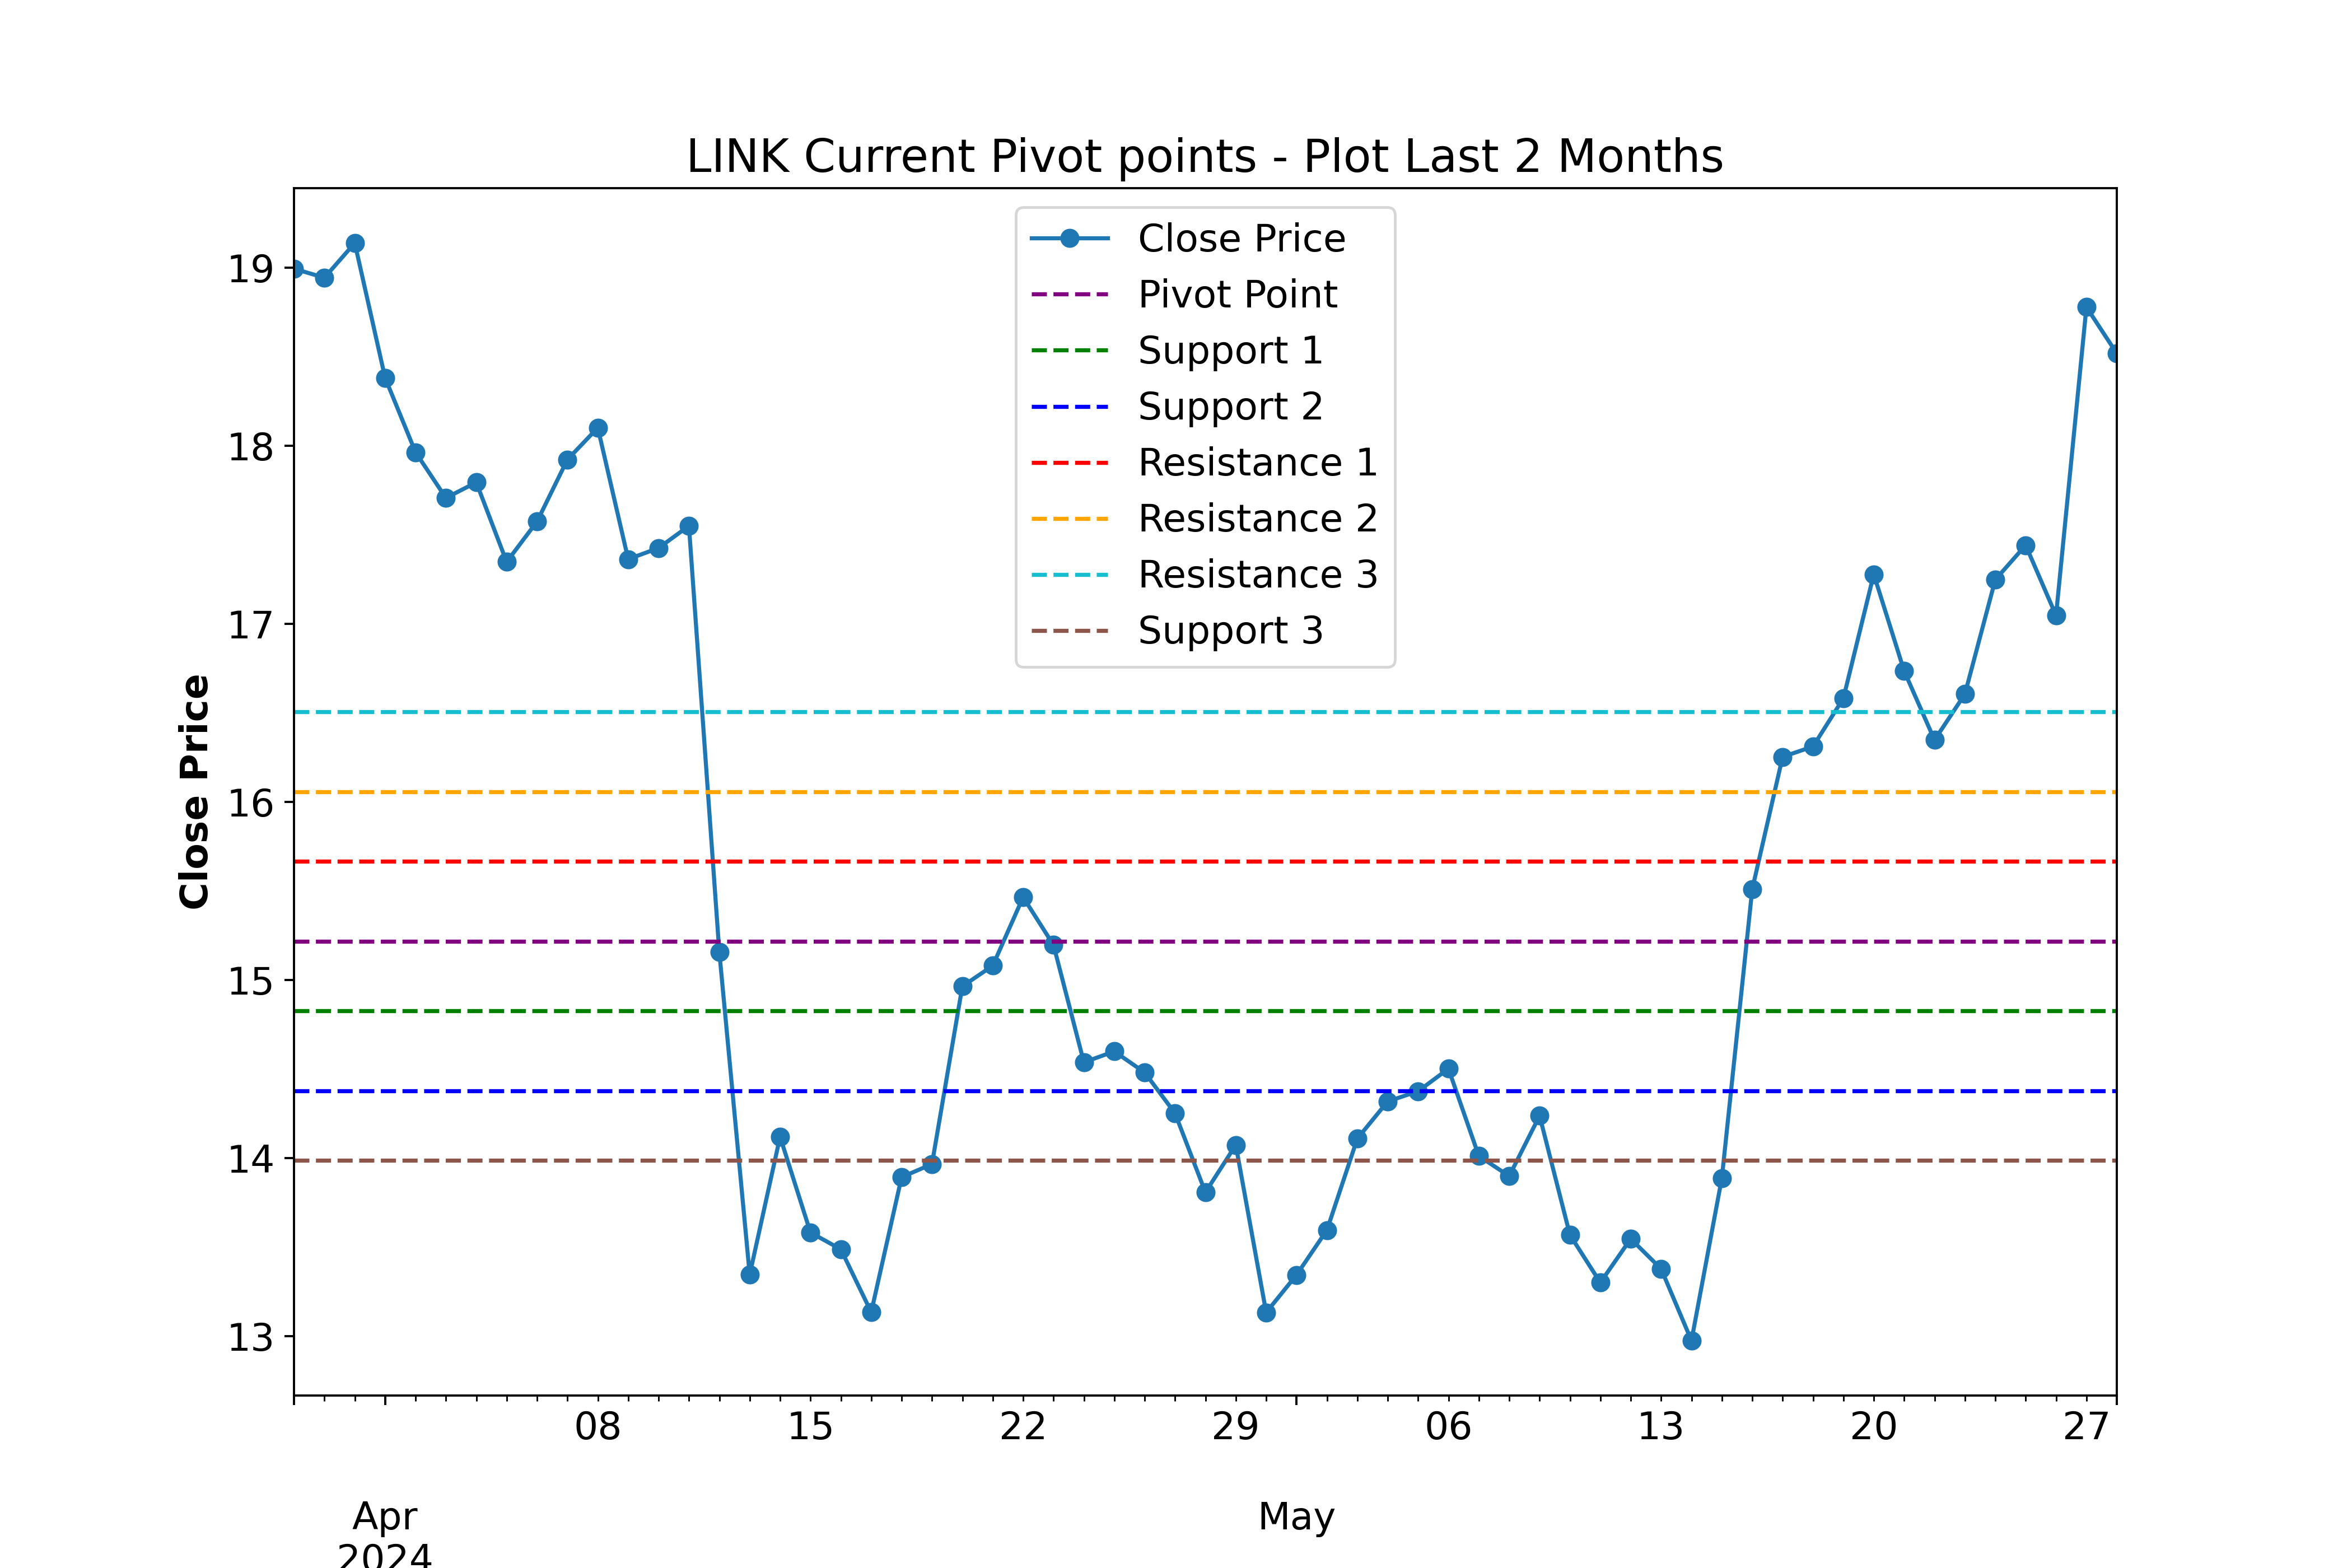 LINK Current Pivot points - Plot Last 2 Months
Close Price
Pivot Point
Support 1
Support 2
Resistance 1
Resistance 2
Resistance 3
Support 3
Close Price
19
18
17
16
15
14
13
08 15 22 29 06 13 20 27
Apr May
2024